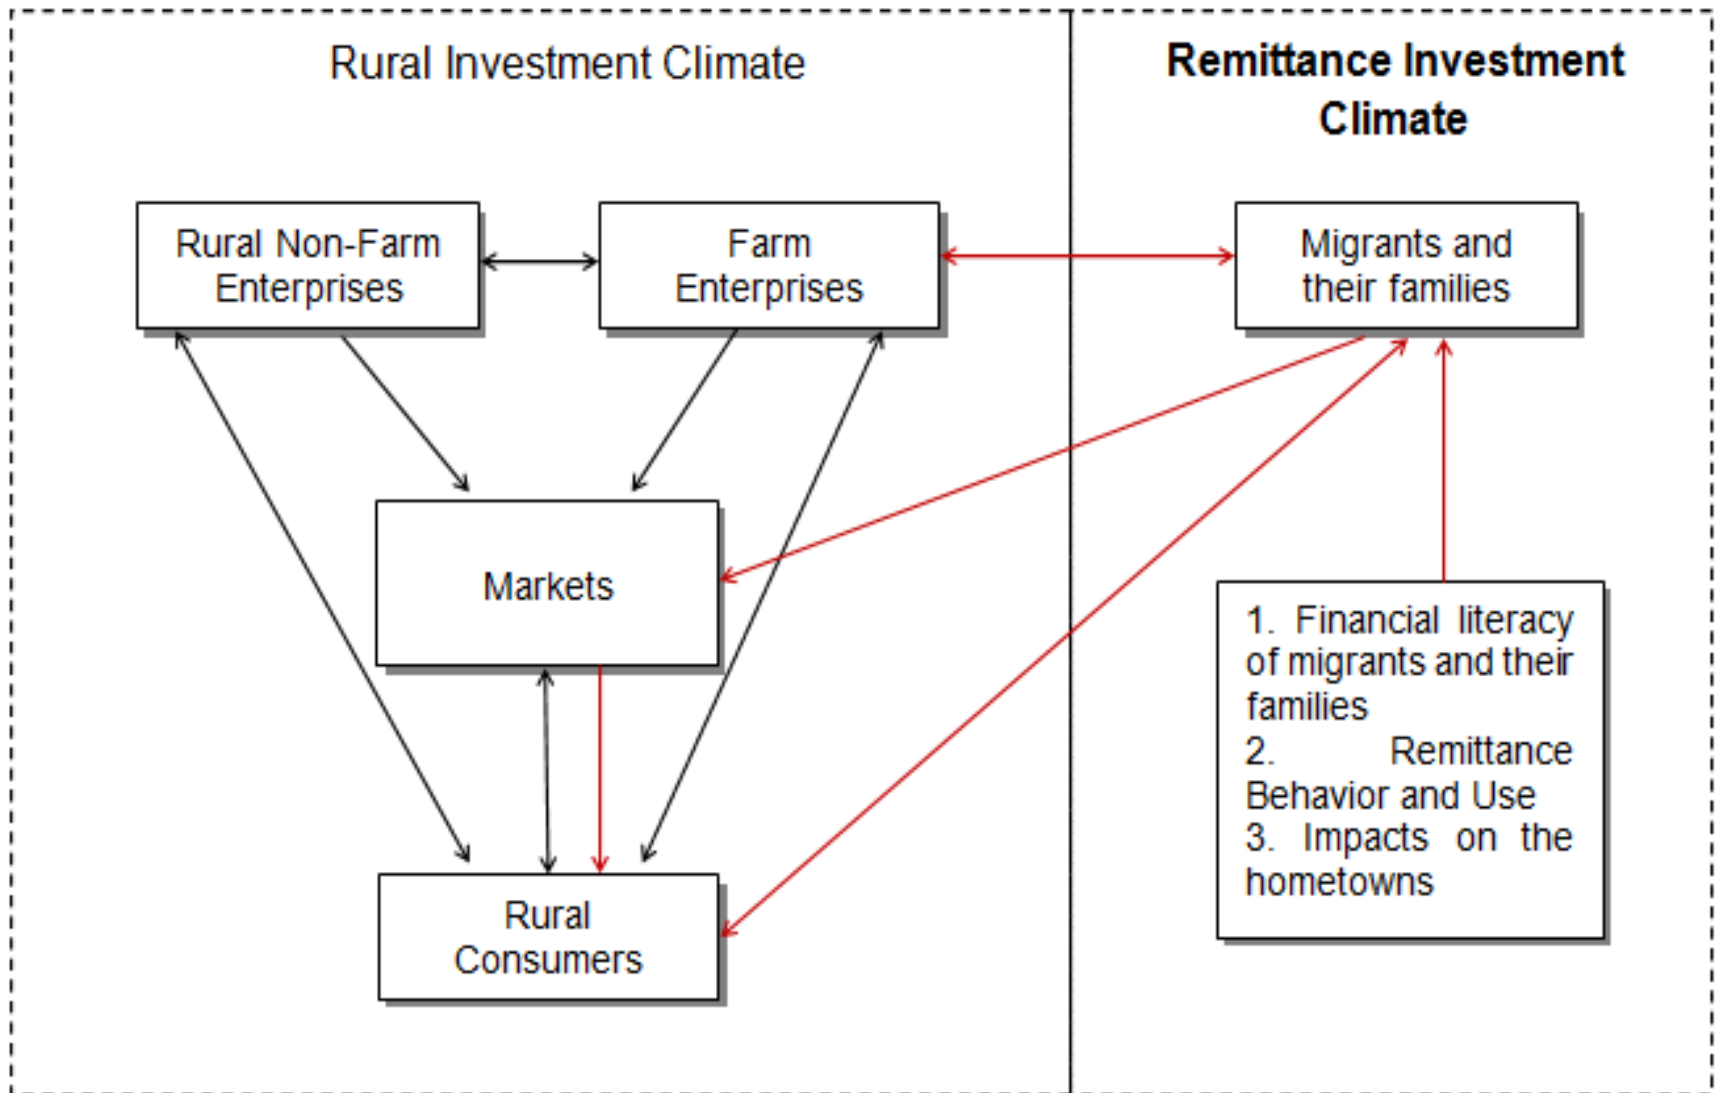 Rural Investment Climate
Remittance Investment
Climate
Rural Non-Farm
Enterprises
Farm
Enterprises
Migrants and
their families
Markets
1. Financial literacy
of migrants and their
families
2. Remittance
Behavior and Use
3. Impacts on the
hometowns
Rural
Consumers